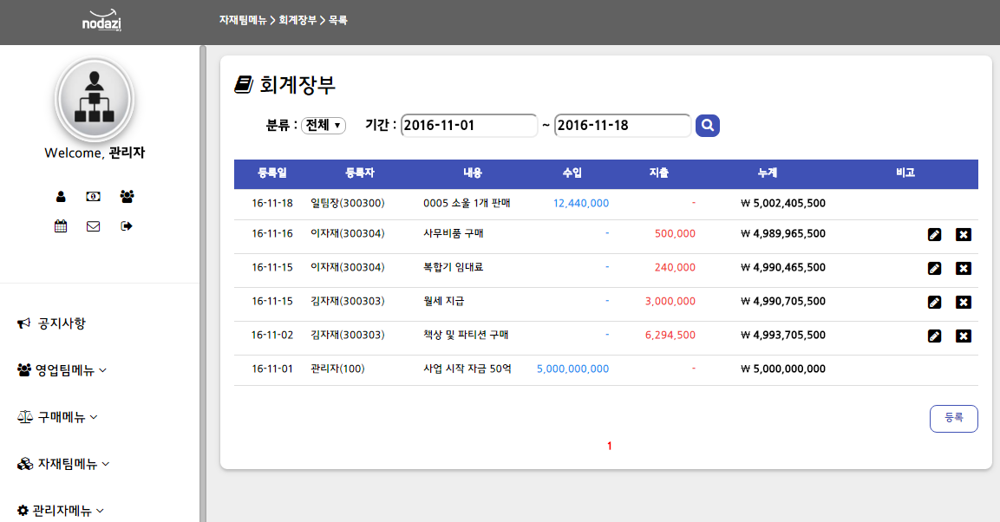 nodazi
자재팀메뉴 > 회계장부 > 목록
Welcome, 관리자
공지사항
영업팀메뉴
구매메뉴
자재팀메뉴
관리자메뉴
회계장부
분류 : 전체 ▼ 기간 : 2016-11-01 ~ 2016-11-18
등록일 등록자 내용 수입 지출 누계 비고
16-11-18 일팀장(300300) 0005 소울 1개 판매 12,440,000 - ₩ 5,002,405,500
16-11-16 이자재(300304) 사무비품 구매 - 500,000 ₩ 4,989,965,500
16-11-15 이자재(300304) 복합기 임대료 - 240,000 ₩ 4,990,465,500
16-11-15 김자재(300303) 월세 지급 - 3,000,000 ₩ 4,990,705,500
16-11-02 김자재(300303) 책상 및 파티션 구매 - 6,294,500 ₩ 4,993,705,500
16-11-01 관리자(100) 사업 시작 자금 50억 5,000,000,000 - ₩ 5,000,000,000
등록
1